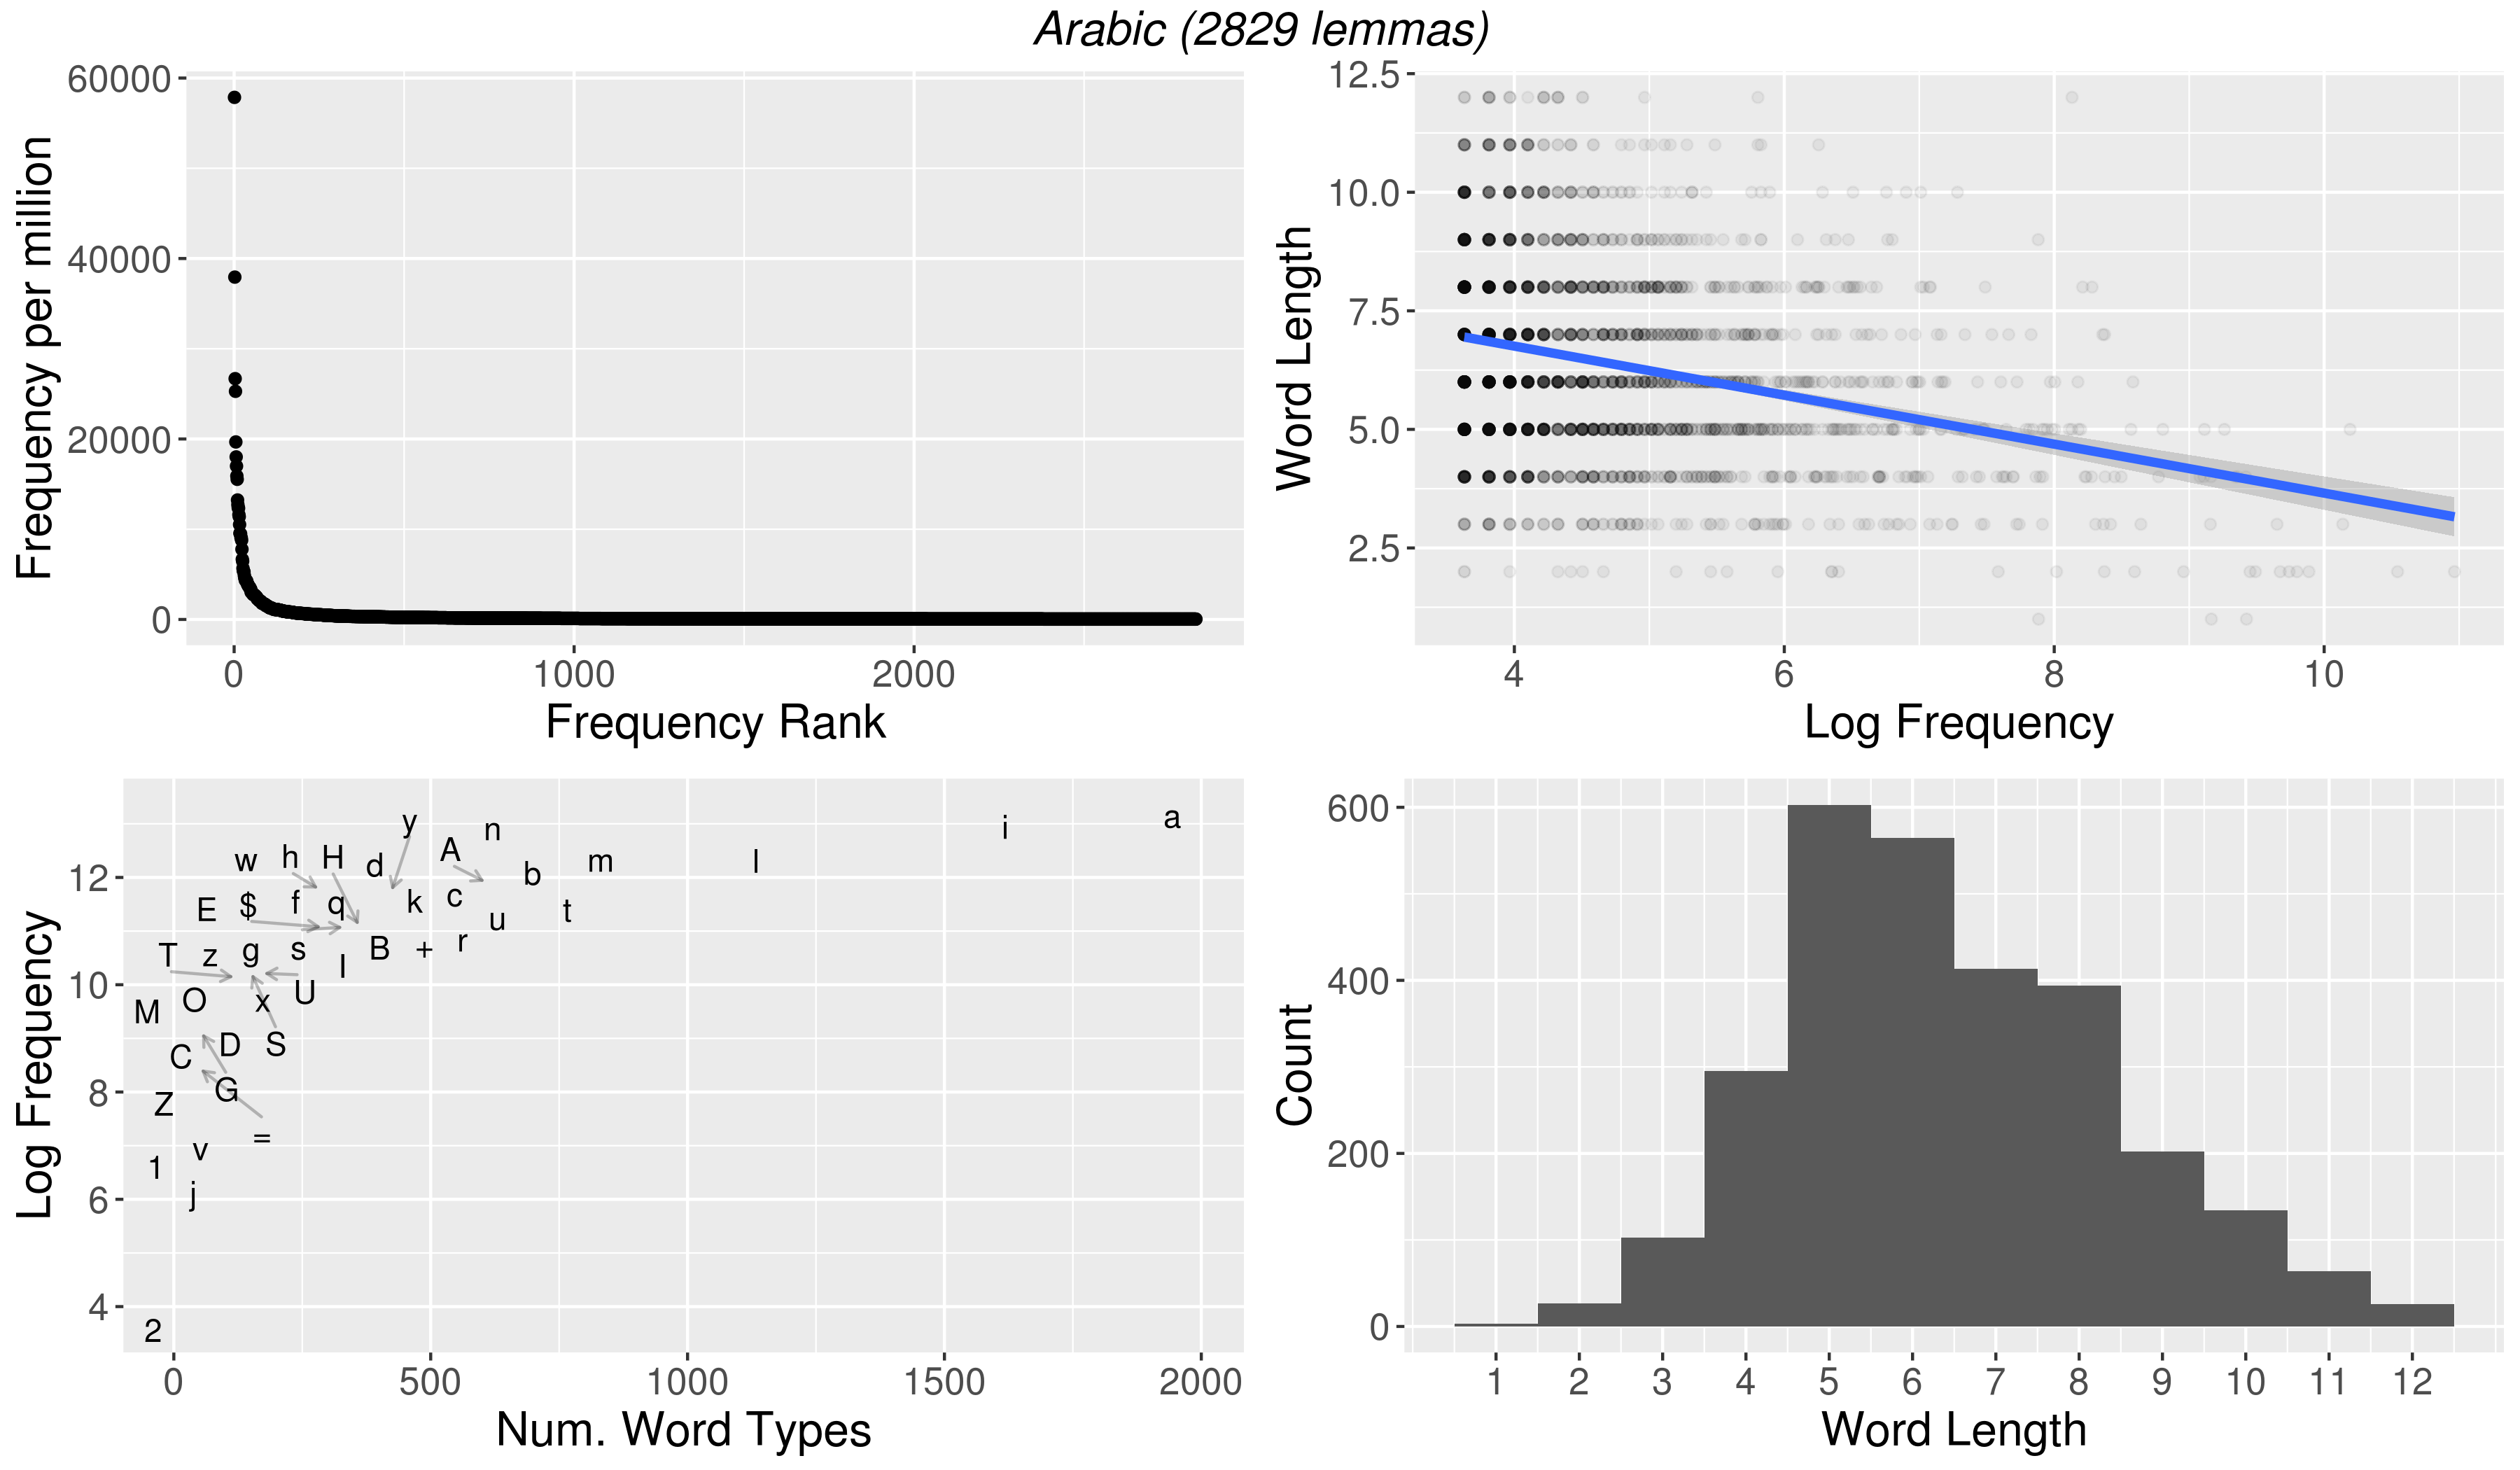 Arabic (2829 lemmas)
Frequency per million
60000
40000
20000
0
0 1000 2000
Frequency Rank
Word Length
12.5
10.0
7.5
5.0
2.5
4 6 8 10
Log Frequency
Log Frequency
12
10
8
6
4
y n i a
w h H d A b m l
E $ f q k c u t
T z g s l B + r
M O x U
C D S
Z G
1 v =
j
2
0 500 1000 1500 2000
Num. Word Types
Count
600
400
200
0
1 2 3 4 5 6 7 8 9 10 11 12
Word Length